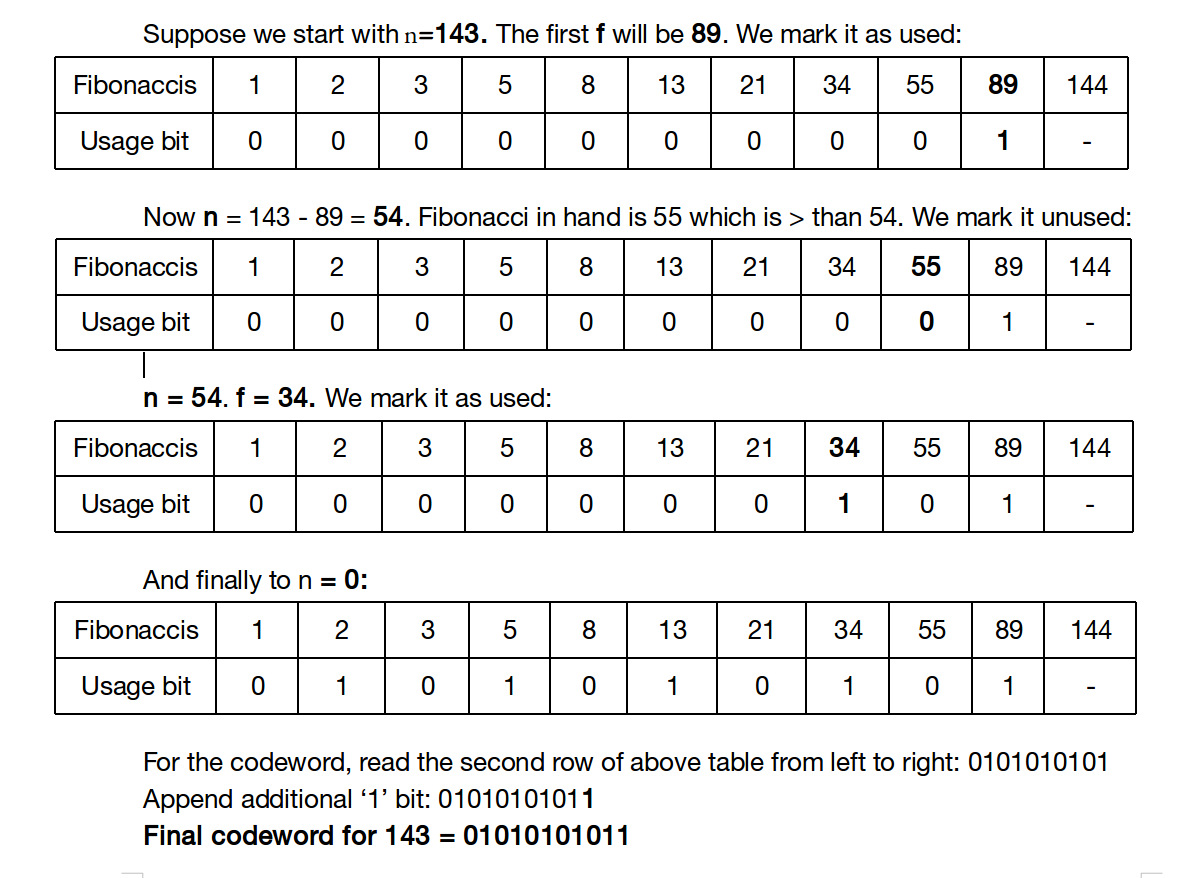 Suppose we start with n=143. The first f will be 89. We mark it as used:
Fibonaccis 1 2 3 5 8 13 21 34 55 89 144
Usage bit 0 0 0 0 0 0 0 0 0 1 -
Now n = 143 - 89 = 54. Fibonacci in hand is 55 which is > than 54. We mark it unused:
Fibonaccis 1 2 3 5 8 13 21 34 55 89 144
Usage bit 0 0 0 0 0 0 0 0 0 1 -
n = 54. f = 34. We mark it as used:
Fibonaccis 1 2 3 5 8 13 21 34 55 89 144
Usage bit 0 0 0 0 0 0 0 1 0 1 -
And finally to n = 0:
Fibonaccis 1 2 3 5 8 13 21 34 55 89 144
Usage bit 0 1 0 1 0 1 0 1 0 1 -
For the codeword, read the second row of above table from left to right: 0101010101
Append additional ‘1’ bit: 01010101011
Final codeword for 143 = 01010101011